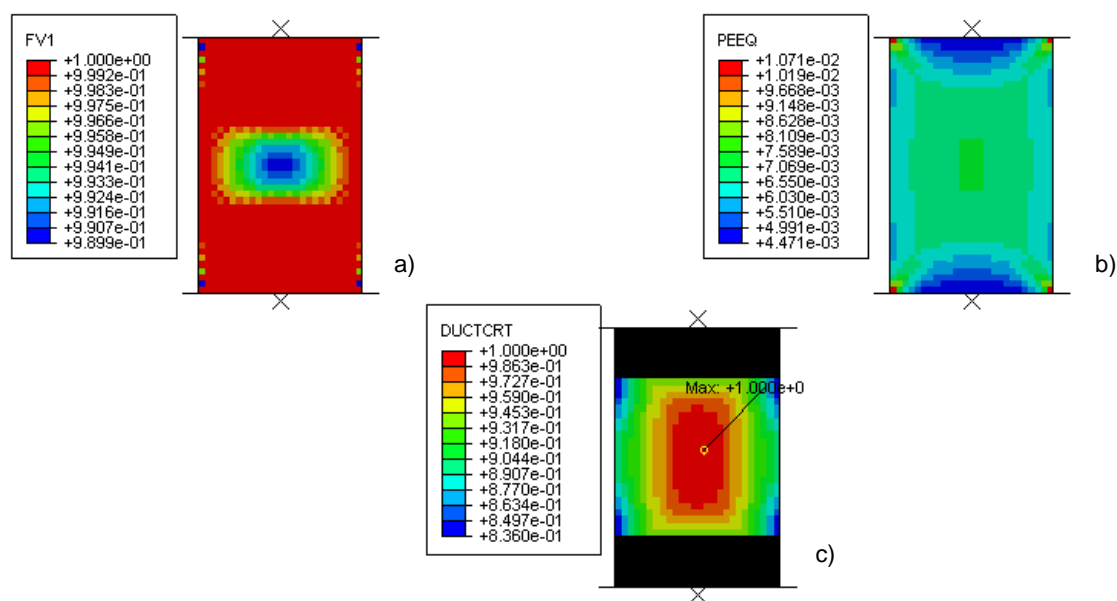 FV1
+1.000e+00
+9.992e-01
+9.983e-01
+9.975e-01
+9.966e-01
+9.958e-01
+9.949e-01
+9.941e-01
+9.933e-01
+9.924e-01
+9.916e-01
+9.907e-01
+9.899e-01
a)
PEEQ
+1.071e-02
+1.019e-02
+9.668e-03
+9.148e-03
+8.628e-03
+8.109e-03
+7.589e-03
+7.069e-03
+6.550e-03
+6.030e-03
+5.510e-03
+4.991e-03
+4.471e-03
b)
DUCTCRT
+1.000e+00
+9.863e-01
+9.727e-01
+9.590e-01
+9.453e-01
+9.317e-01
+9.180e-01
+9.044e-01
+8.907e-01
+8.770e-01
+8.634e-01
+8.497e-01
+8.360e-01
Max: +1.000e+0
c)